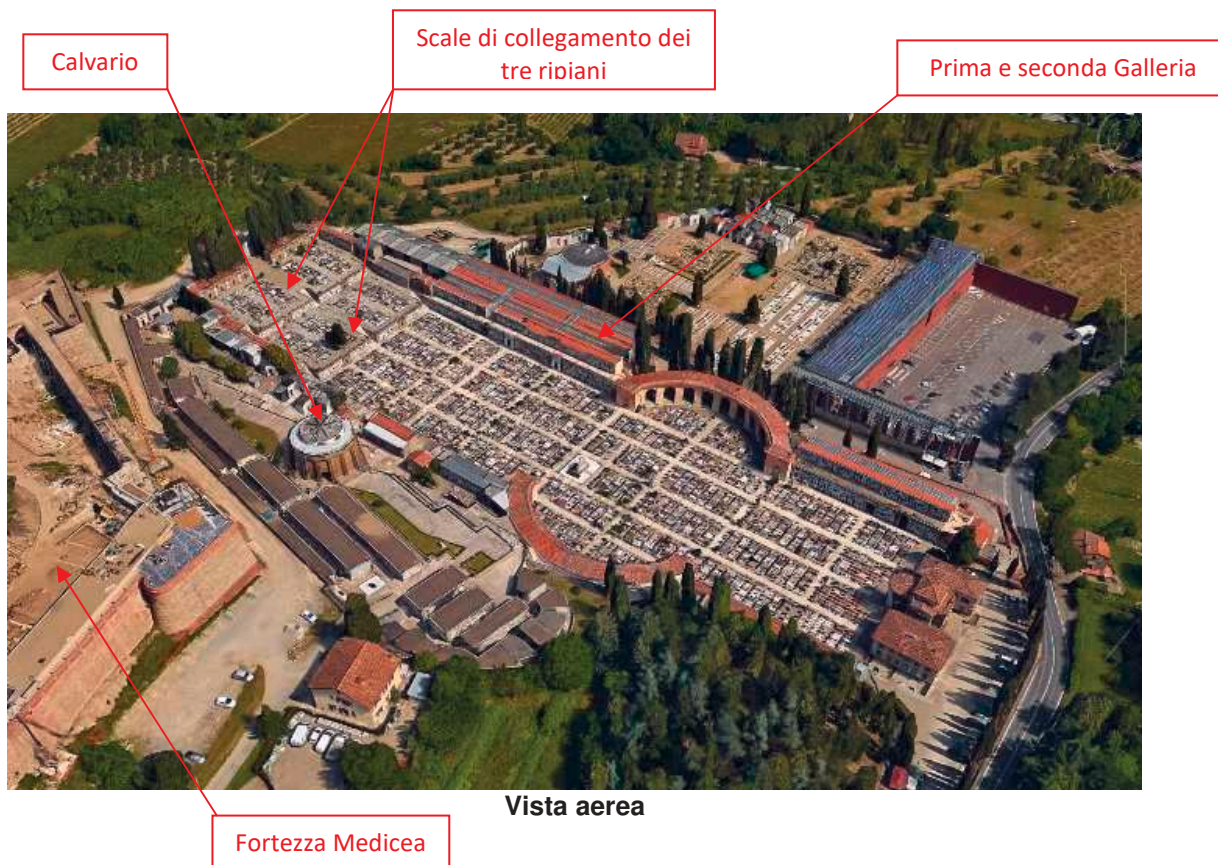 Calvario
Scale di collegamento dei
tre ripiani
Prima e seconda Galleria
Vista aerea
Fortezza Medicea